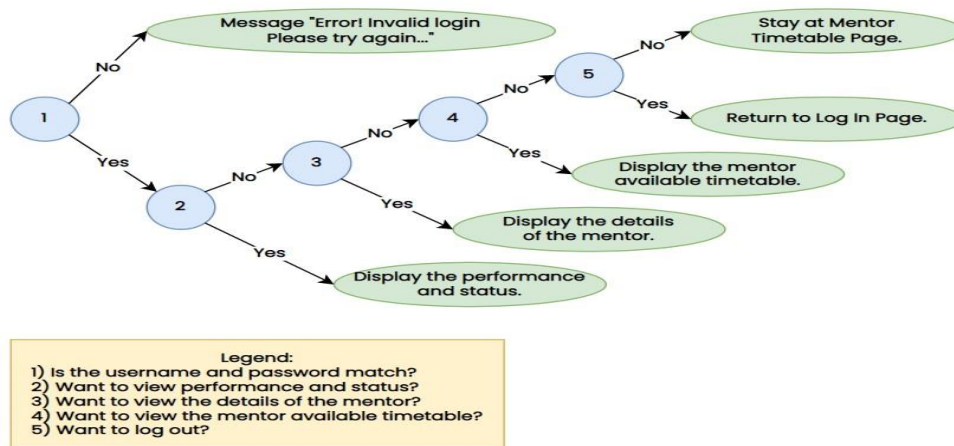 Message "Error! Invalid login
Please try again..."
Stay at Mentor
Timetable Page.
No
No
5
1
No
4
Yes
Return to Log In Page.
Yes
No
3
Yes
Display the mentor
available timetable.
No
2
Yes
Display the details
of the mentor.
Yes
Display the performance
and status.
Legend:
1) Is the username and password match?
2) Want to view performance and status?
3) Want to view the details of the mentor?
4) Want to view the mentor available timetable?
5) Want to log out?